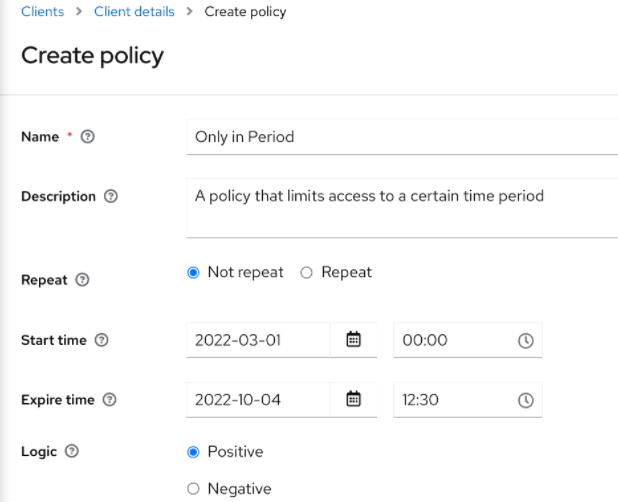 Clients > Client details > Create policy
Create policy
Name * Only in Period
Description A policy that limits access to a certain time period
Repeat Not repeat Repeat
Start time 2022-03-01 00:00
Expire time 2022-10-04 12:30
Logic Positive
Negative